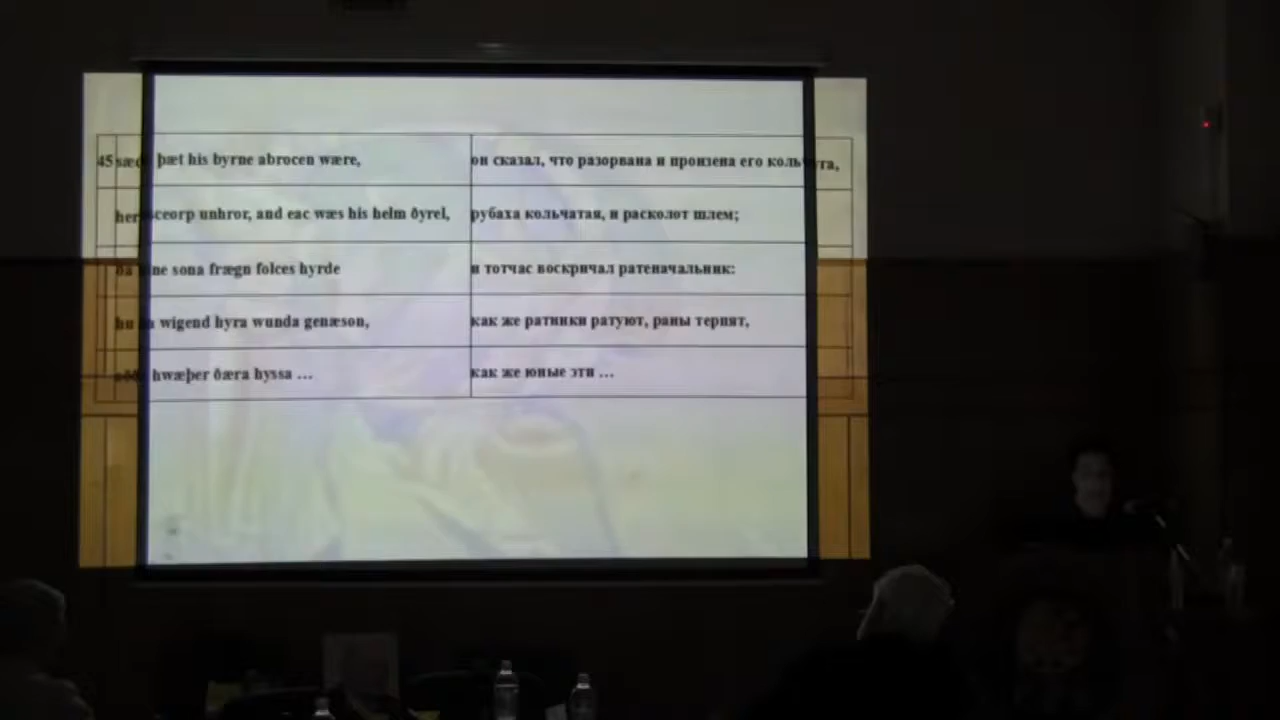 45 sæde þæt his byrne abrocen wære, он сказал, что разорвана и пронзена его кольчуга,
heresceorp unhror, and eac wæs his helm ðyrel, рубаха кольчатая, и расколот шлем;
ða hine sona frægn folces hyrde и тотчас воскричал ратеначальник:
hu ða wigend hyra wunda genæson, как же ратники ратуют, раны терпят,
oððe hwæþer ðæra hyssa … как же юные эти …